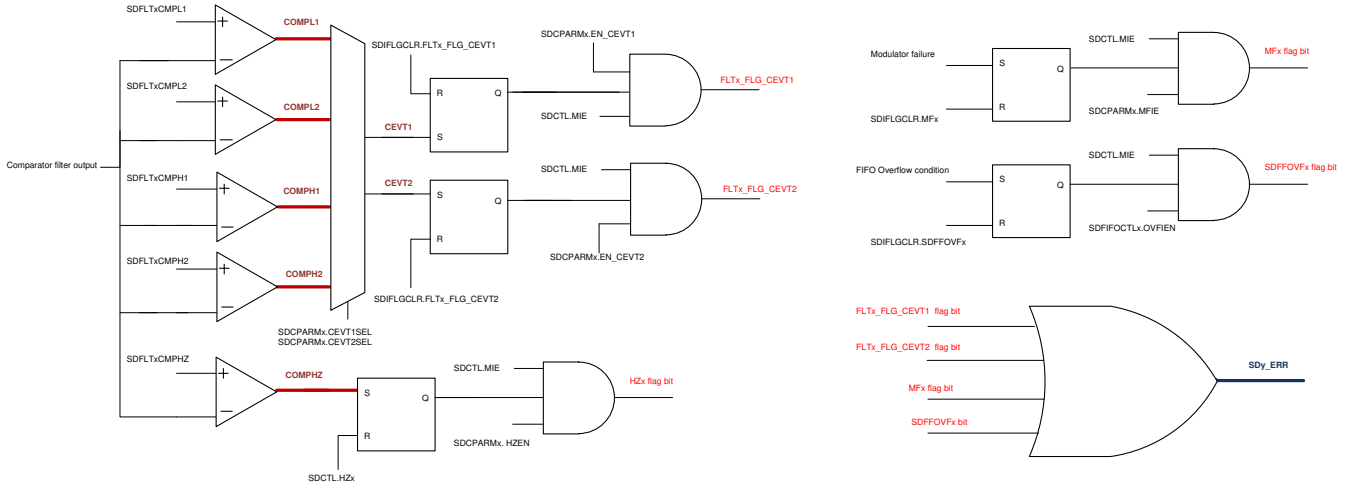 SDFLTxCMPL1
COMPL1
SDIFLGCLR.FLTx_FLG_CEVT1
SDCPARMx.EN_CEVT1
+
−
R
Q
S
SDCTL.MIE
FLTx_FLG_CEVT1
SDFLTxCMPL2
COMPL2
+
−
CEVT1
Comparator filter output
SDFLTxCMPH1
COMPH1
+
−
CEVT2
S
Q
R
SDCTL.MIE
FLTx_FLG_CEVT2
SDCPARMx.EN_CEVT2
SDFLTxCMPH2
COMPH2
+
−
SDIFLGCLR.FLTx_FLG_CEVT2
SDCPARMx.CEVT1SEL
SDCPARMx.CEVT2SEL
SDFLTxCMPHZ
COMPHZ
+
−
S
Q
R
SDCTL.MIE
HZx flag bit
SDCPARMx. HZEN
SDCTL.HZx
Modulator failure
S
Q
R
SDIFLGCLR.MFx
SDCTL.MIE
MFx flag bit
SDCPARMx.MFIE
FIFO Overflow condition
S
Q
R
SDIFLGCLR.SDFFOVFx
SDCTL.MIE
SDFFOVFx flag bit
SDFIFOCTLx.OVFIEN
FLTx_FLG_CEVT1 flag bit
FLTx_FLG_CEVT2 flag bit
MFx flag bit
SDFFOVFx bit
SDy_ERR